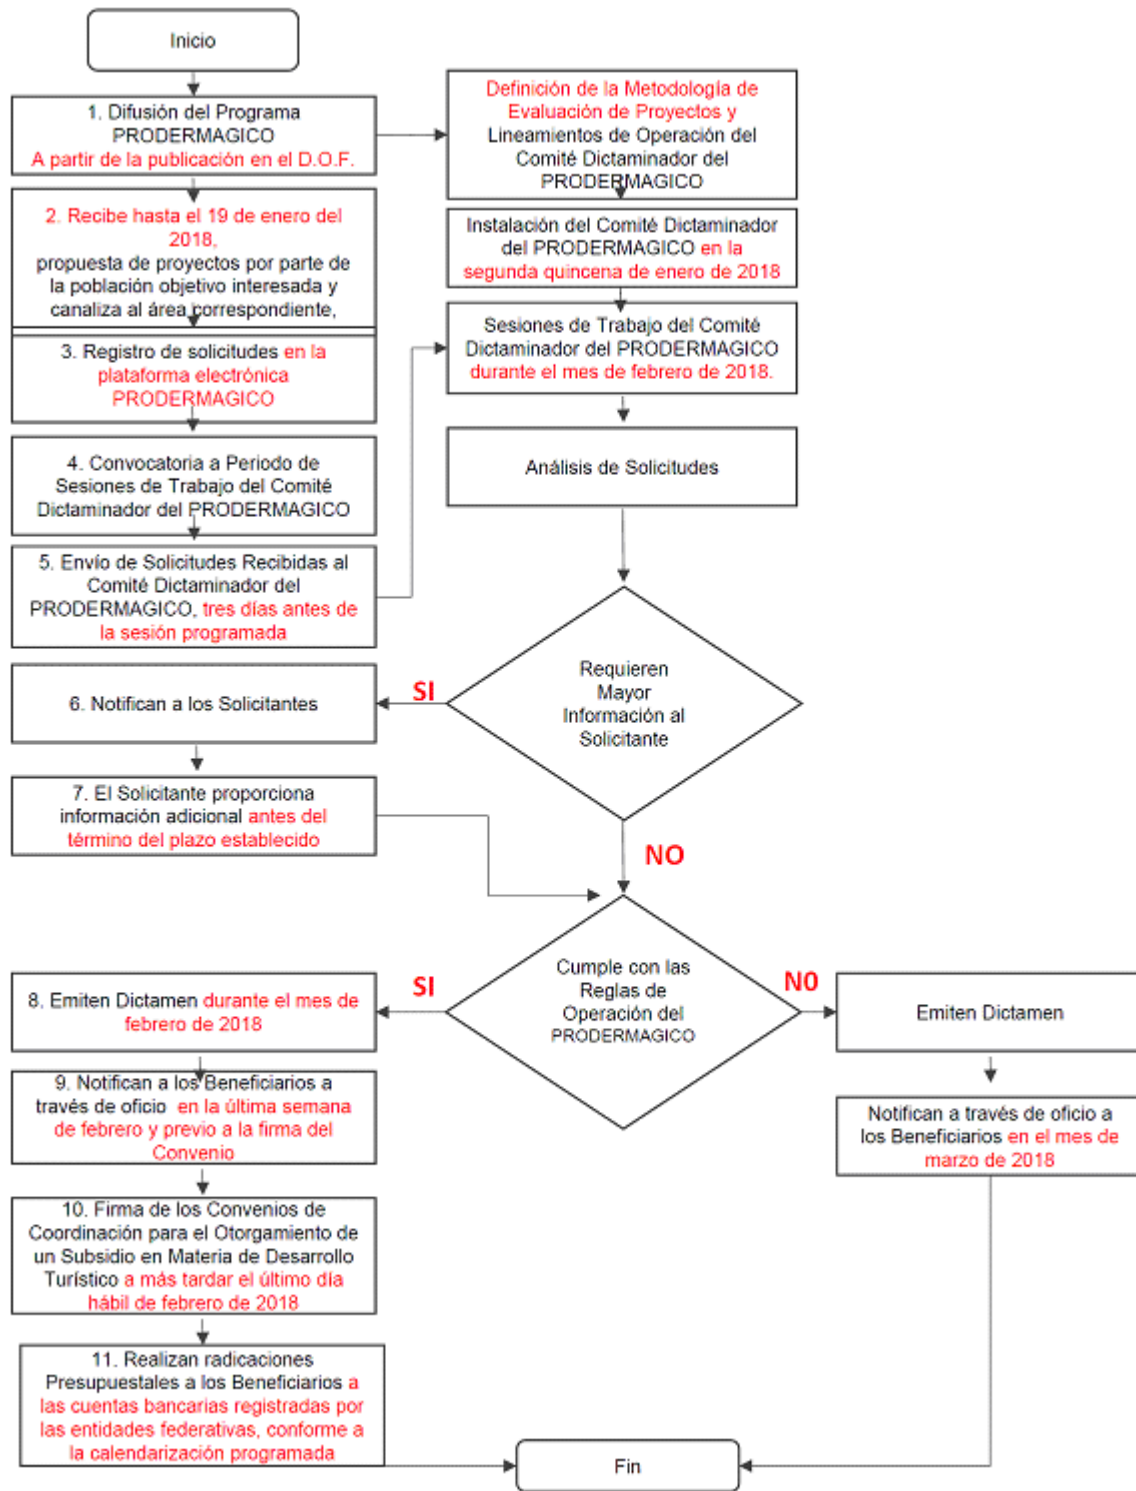 Inicio
1. Difusión del Programa
PRODERMAGICO
A partir de la publicación en el D.O.F.
Definición de la Metodología de
Evaluación de Proyectos y
Lineamientos de Operación del
Comité Dictaminador del
PRODERMAGICO
2. Recibe hasta el 19 de enero del
2018,
propuesta de proyectos por parte de
la población objetivo interesada y
canaliza al área correspondiente,
Instalación del Comité Dictaminador
del PRODERMAGICO en la
segunda quincena de enero de 2018
3. Registro de solicitudes en la
plataforma electrónica
PRODERMAGICO
Sesiones de Trabajo del Comité
Dictaminador del PRODERMAGICO
durante el mes de febrero de 2018.
4. Convocatoria a Periodo de
Sesiones de Trabajo del Comité
Dictaminador del PRODERMAGICO
Análisis de Solicitudes
5. Envío de Solicitudes Recibidas al
Comité Dictaminador del
PRODERMAGICO, tres días antes de
la sesión programada
Requieren
Mayor
Información al
Solicitante
SI
6. Notifican a los Solicitantes
7. El Solicitante proporciona
información adicional antes del
término del plazo establecido
NO
Cumple con las
Reglas de
Operación del
PRODERMAGICO
SI
N0
8. Emiten Dictamen durante el mes de
febrero de 2018
Emiten Dictamen
9. Notifican a los Beneficiarios a
través de oficio en la última semana
de febrero y previo a la firma del
Convenio
Notifican a través de oficio a
los Beneficiarios en el mes de
marzo de 2018
10. Firma de los Convenios de
Coordinación para el Otorgamiento de
un Subsidio en Materia de Desarrollo
Turístico a más tardar el último día
hábil de febrero de 2018
11. Realizan radicaciones
Presupuestales a los Beneficiarios a
las cuentas bancarias registradas por
las entidades federativas, conforme a
la calendarización programada
Fin